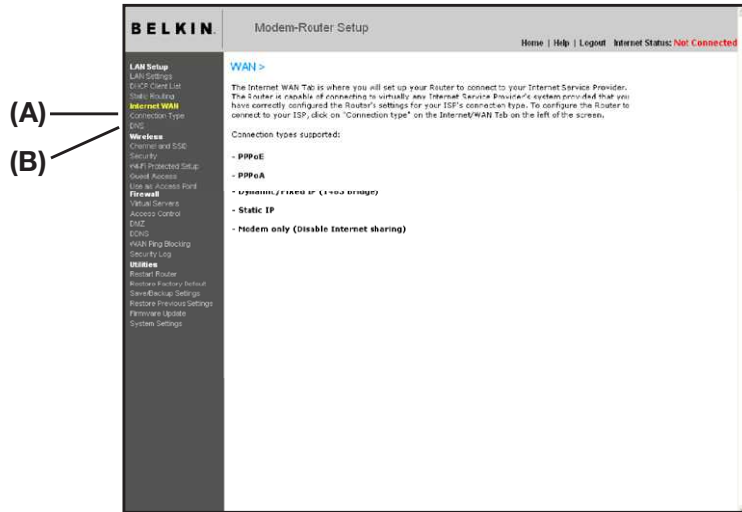 BELKIN.
Modem-Router Setup
Home | Help | Logout Internet Status: Not Connected
LAN Setup
LAN Settings
DHCP Client List
Static Routing
Internet WAN
Connection Type
DNS
Wireless
Channel and SSID
Security
Wi-Fi Protected Setup
Guest Access
Use as Access Point
Firewall
Virtual Servers
Access Control
DMZ
DDNS
WAN Ping Blocking
Security Log
Utilities
Restart Router
Restore Factory Default
Save/Backup Settings
Restore Previous Settings
Firmware Update
System Settings
(A)
(B)
WAN >
The Internet WAN Tab is where you will set up your Router to connect to your Internet Service Provider.
The Router is capable of connecting to virtually any Internet Service Provider's system provided that you
have correctly configured the Router's settings for your ISP's connection type. To configure the Router to
connect to your ISP, click on "Connection type" on the Internet/WAN Tab on the left of the screen.
Connection types supported:
- PPPoE
- PPPoA
- Dynamic/Fixed IP (1483 Bridge)
- Static IP
- Modem only (Disable Internet sharing)